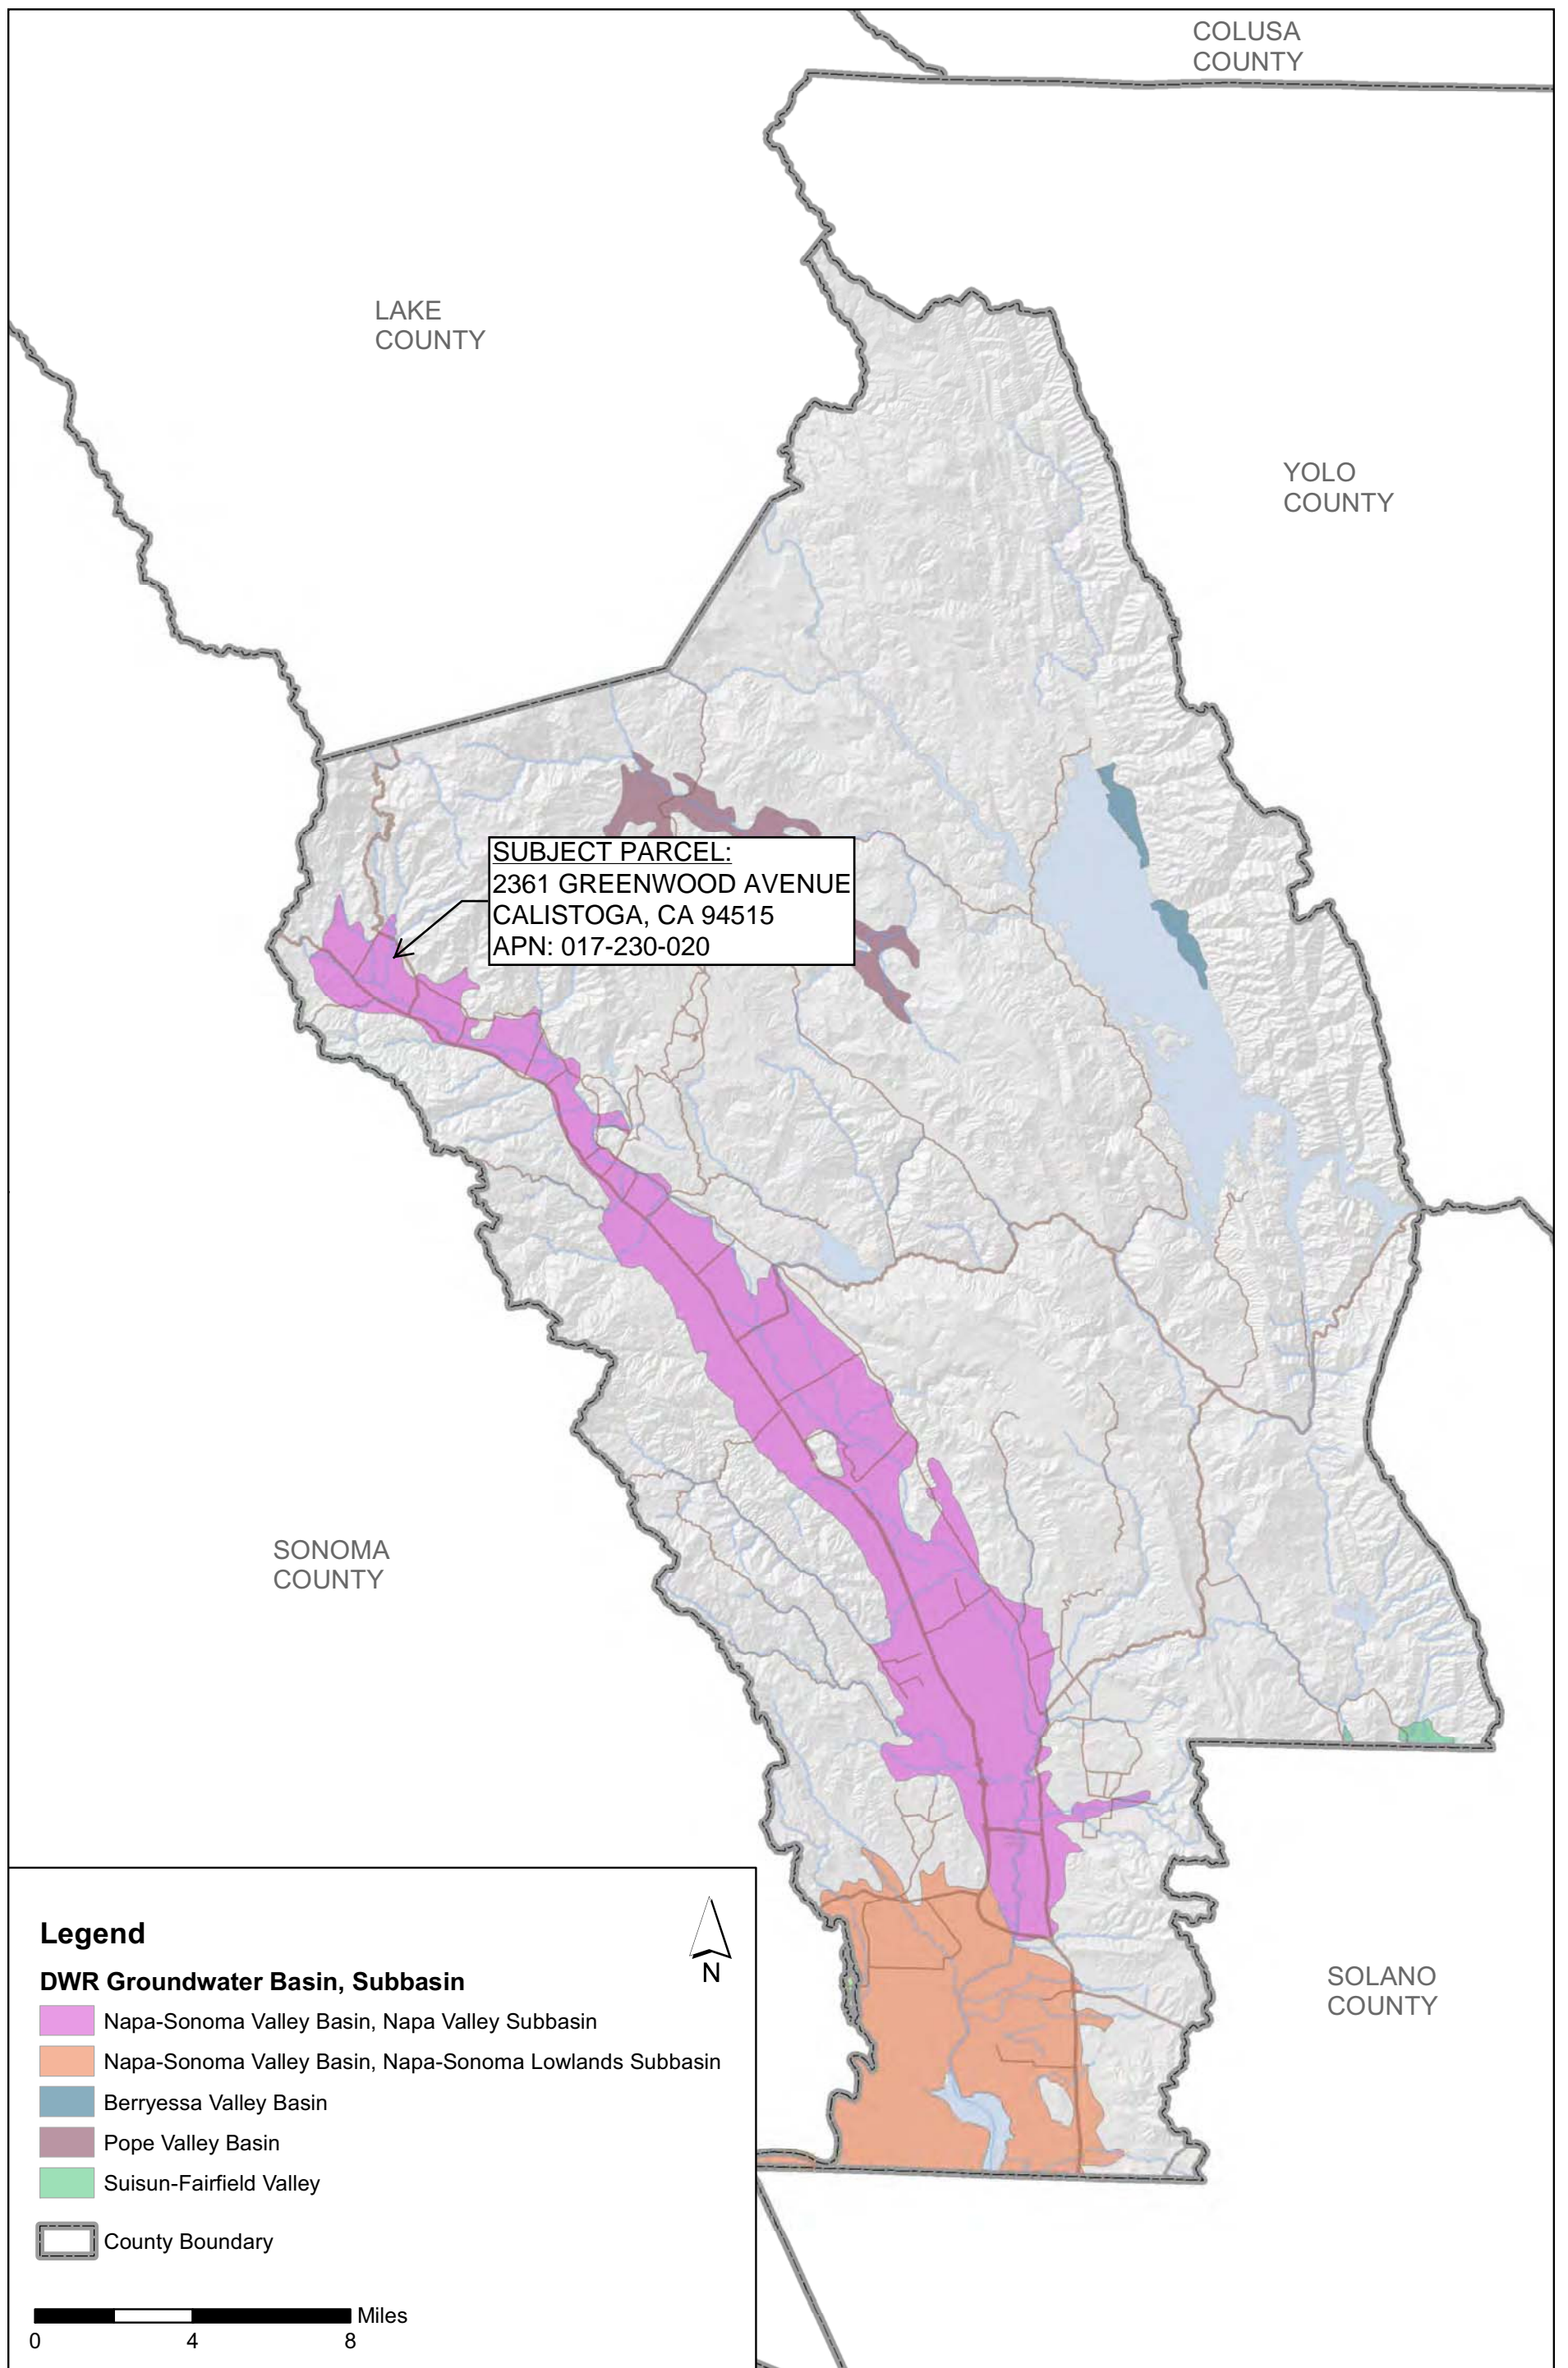 COLUSA
COUNTY
LAKE
COUNTY
YOLO
COUNTY
SUBJECT PARCEL:
2361 GREENWOOD AVENUE
CALISTOGA, CA 94515
APN: 017-230-020
SONOMA
COUNTY
SOLANO
COUNTY
Legend
N
DWR Groundwater Basin, Subbasin
Napa-Sonoma Valley Basin, Napa Valley Subbasin
Napa-Sonoma Valley Basin, Napa-Sonoma Lowlands Subbasin
Berryessa Valley Basin
Pope Valley Basin
Suisun-Fairfield Valley
County Boundary
Miles
0 4 8